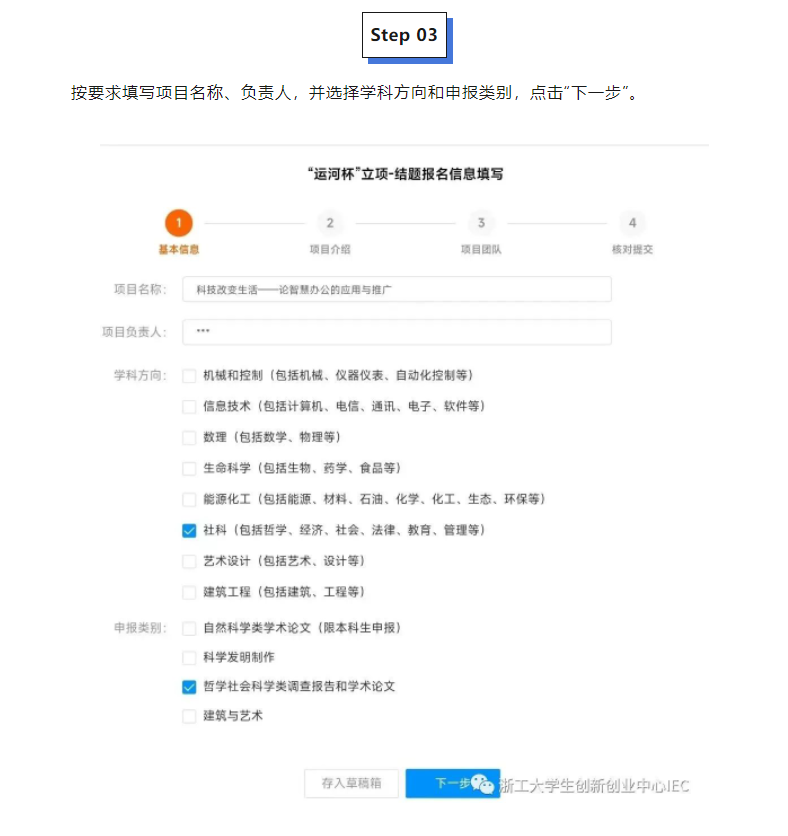 Step 03
按要求填写项目名称、负责人，并选择学科方向和申报类别，点击“下一步”。
“运河杯”立项-结题报名信息填写
1 2 3 4
基本信息 项目介绍 项目团队 核对提交
项目名称： 科技改变生活——论智慧办公的应用与推广
项目负责人： ***
学科方向： 机械和控制（包括机械、仪器仪表、自动化控制等）
信息技术（包括计算机、电信、通讯、电子、软件等）
数理（包括数学、物理等）
生命科学（包括生物、药学、食品等）
能源化工（包括能源、材料、石油、化学、化工、生态、环保等）
社科（包括哲学、经济、社会、法律、教育、管理等）
艺术设计（包括艺术、设计等）
建筑工程（包括建筑、工程等）
申报类别： 自然科学类学术论文（限本科生申报）
科学发明制作
哲学社会科学类调查报告和学术论文
建筑与艺术
存入草稿箱 下一步 浙工大学生创新创业中心IEC